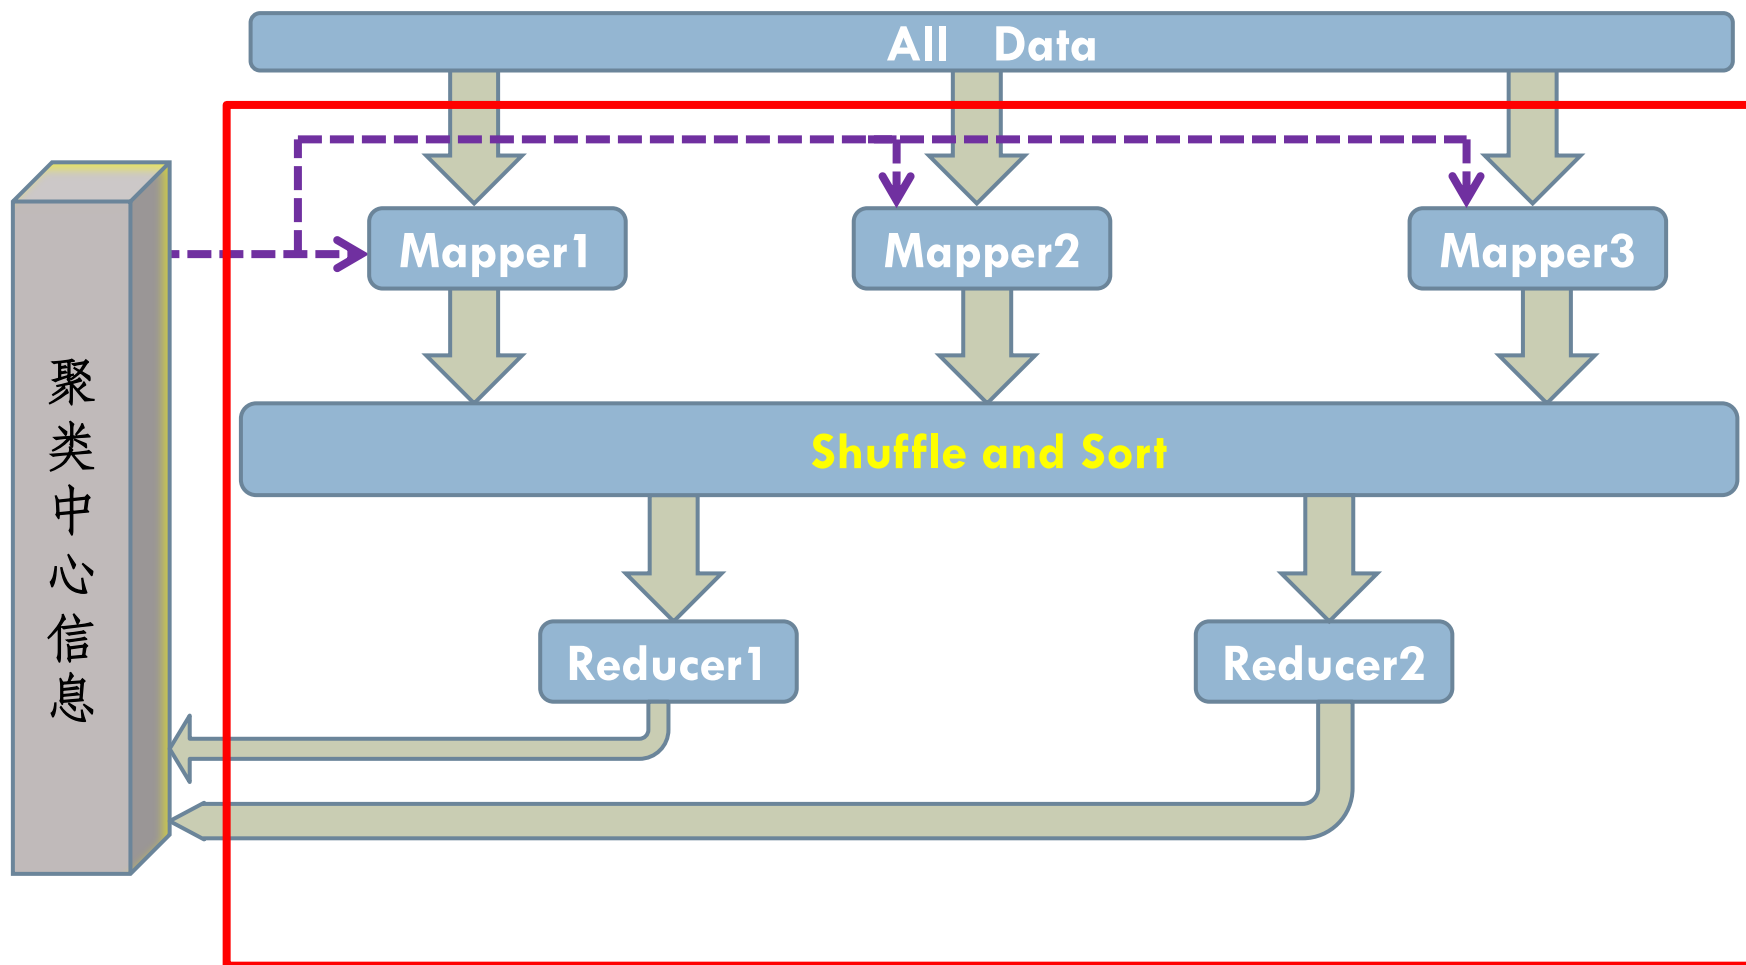 All Data
Mapper1
Mapper2
Mapper3
聚类中心信息
Shuffle and Sort
Reducer1
Reducer2